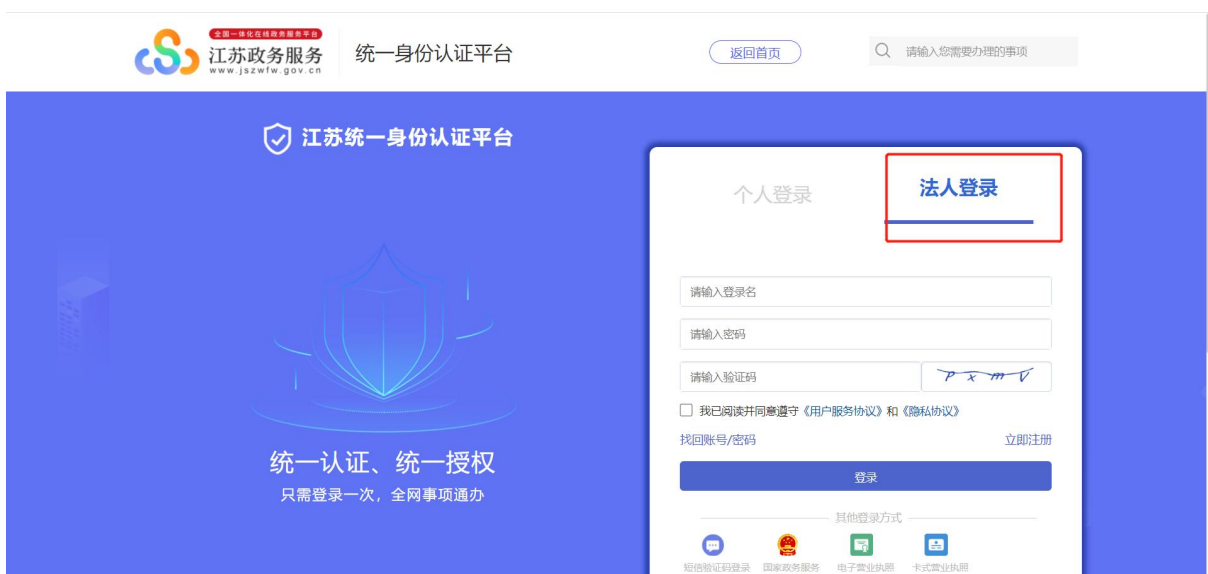 全国一体化在线政务服务平台
江苏政务服务
www.jszwfw.gov.cn
统一身份认证平台
返回首页
请输入您需要办理的事项
江苏统一身份认证平台
个人登录
法人登录
请输入登录名
请输入密码
请输入验证码
P x m V
我已阅读并同意遵守《用户服务协议》和《隐私协议》
找回账号/密码
立即注册
登录
统一认证、统一授权
只需登录一次，全网事项通办
其他登录方式
短信验证码登录
国家政务服务
电子营业执照
卡式营业执照